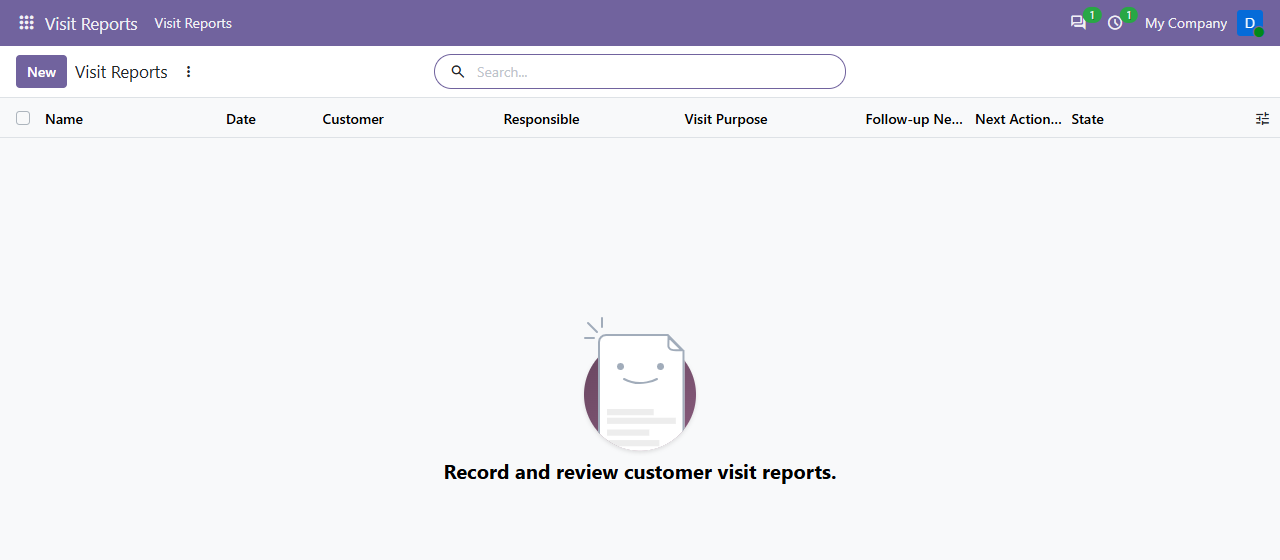 Visit Reports Visit Reports 1 1 My Company D
New Visit Reports Search...
Name Date Customer Responsible Visit Purpose Follow-up Ne... Next Action... State
Record and review customer visit reports.